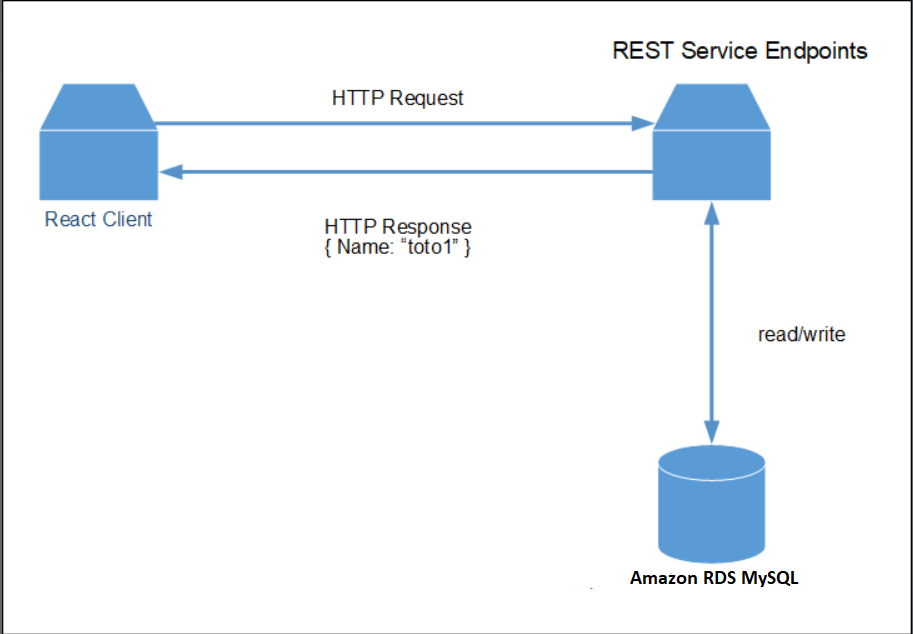 REST Service Endpoints
HTTP Request
React Client
HTTP Response
{ Name: “toto1” }
read/write
Amazon RDS MySQL